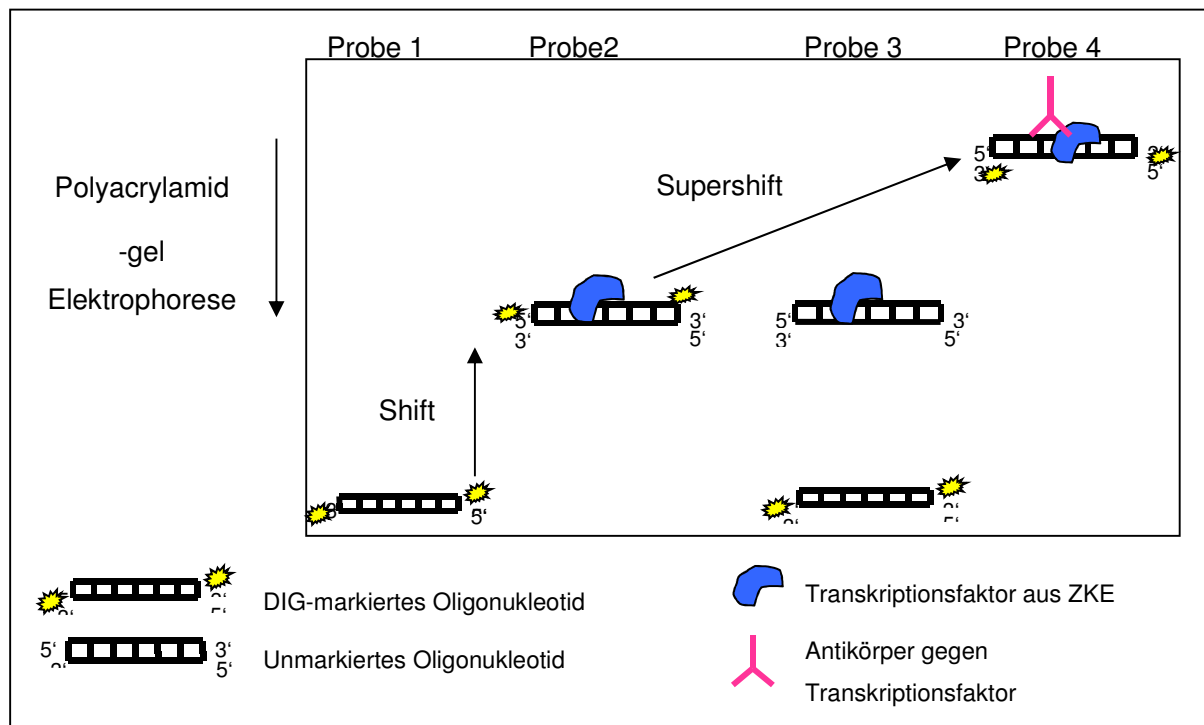 Probe 1 Probe2 Probe 3 Probe 4
5‘
5‘
Polyacrylamid
-gel
Elektrophorese
Supershift
5‘ 3‘
3‘ 5‘
5‘ 3‘
3‘ 5‘
Shift
5‘
DIG-markiertes Oligonukleotid
5‘ 3‘
5‘
Unmarkiertes Oligonukleotid
Transkriptionsfaktor aus ZKE
Antikörper gegen
Transkriptionsfaktor